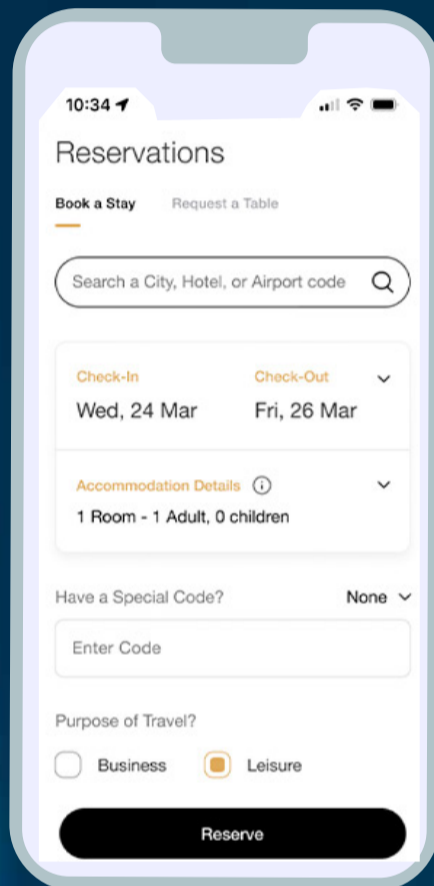 10:34
Reservations
Book a Stay Request a Table
Search a City, Hotel, or Airport code
Check-In Check-Out
Wed, 24 Mar Fri, 26 Mar
Accommodation Details
1 Room - 1 Adult, 0 children
Have a Special Code? None
Enter Code
Purpose of Travel?
Business Leisure
Reserve